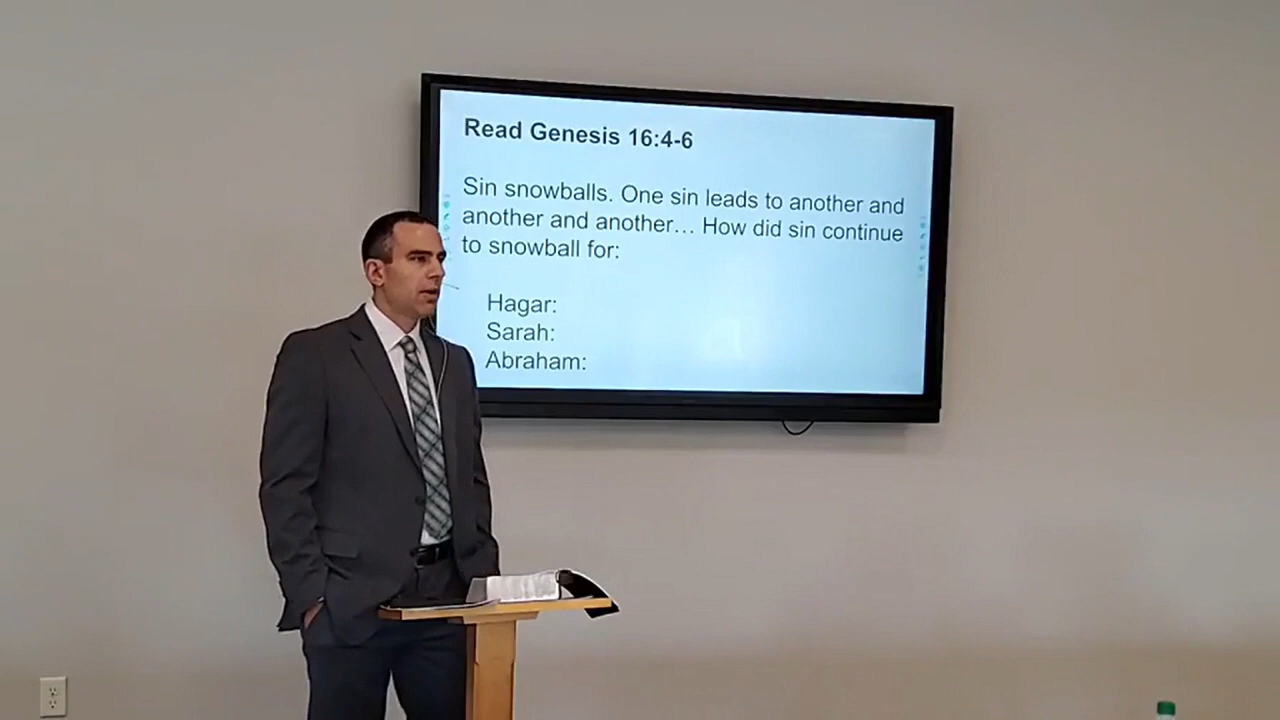 Read Genesis 16:4-6
Sin snowballs. One sin leads to another and
another and another... How did sin continue
to snowball for:
Hagar:
Sarah:
Abraham: